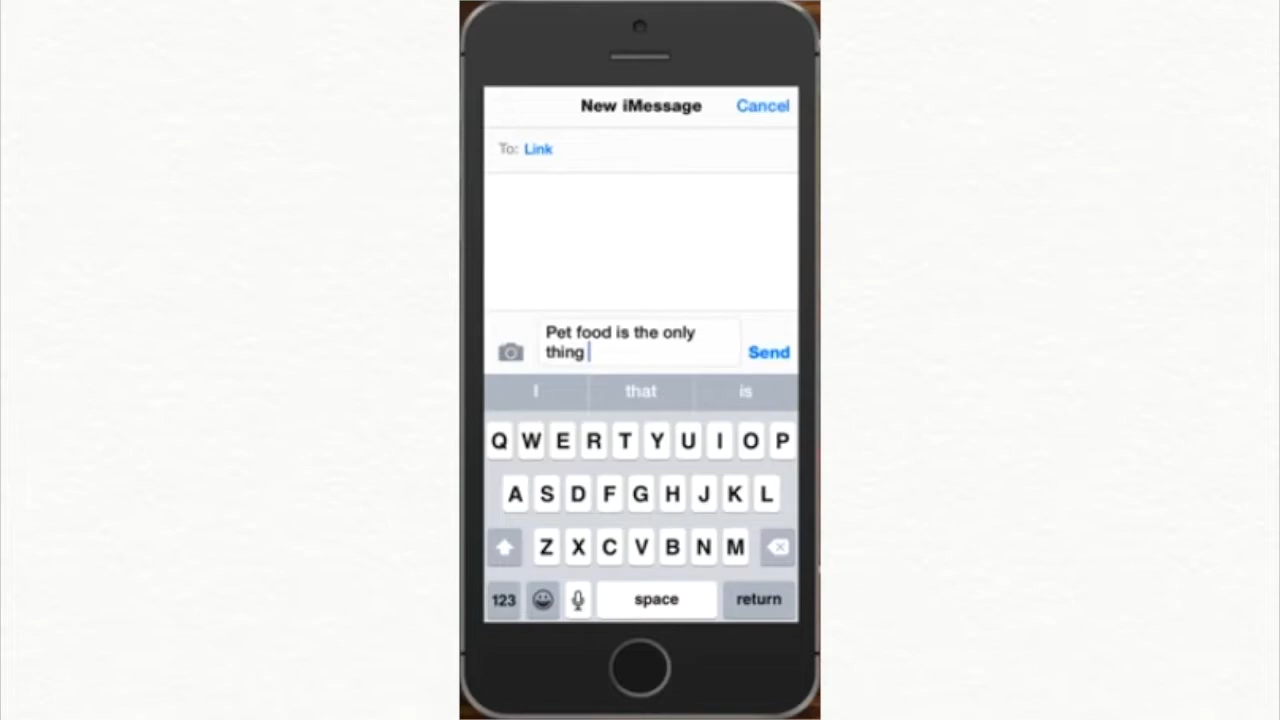 New iMessage Cancel
To: Link
Pet food is the only
thing
Send
I that is
Q W E R T Y U I O P
A S D F G H J K L
Z X C V B N M
123 space return